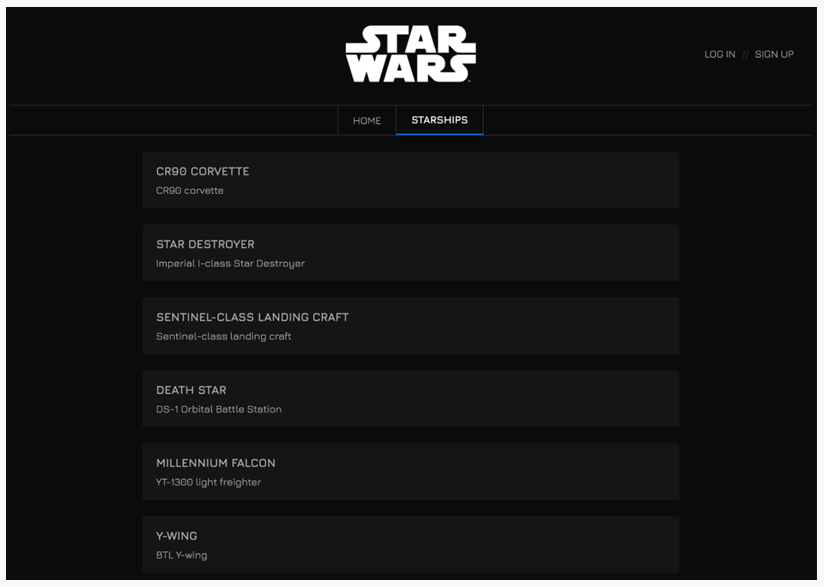 STAR
WARS
LOG IN // SIGN UP
HOME STARSHIPS
CR90 CORVETTE
CR90 corvette
STAR DESTROYER
Imperial I-class Star Destroyer
SENTINEL-CLASS LANDING CRAFT
Sentinel-class landing craft
DEATH STAR
DS-1 Orbital Battle Station
MILLENNIUM FALCON
YT-1300 light freighter
Y-WING
BTL Y-wing